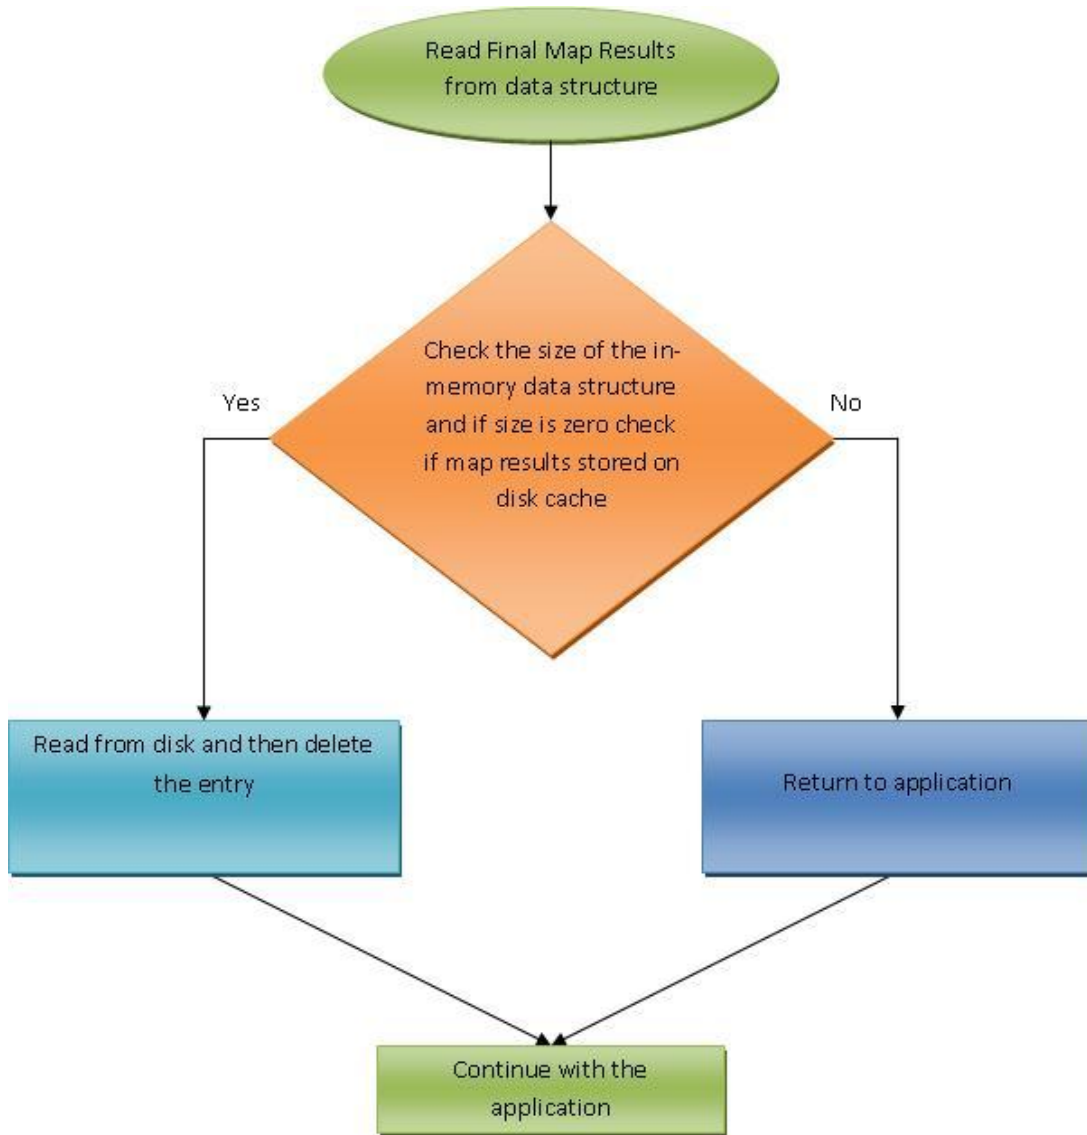 Read Final Map Results
from data structure
Check the size of the in-
memory data structure
and if size is zero check
if map results stored on
disk cache
Yes
No
Read from disk and then delete
the entry
Return to application
Continue with the
application